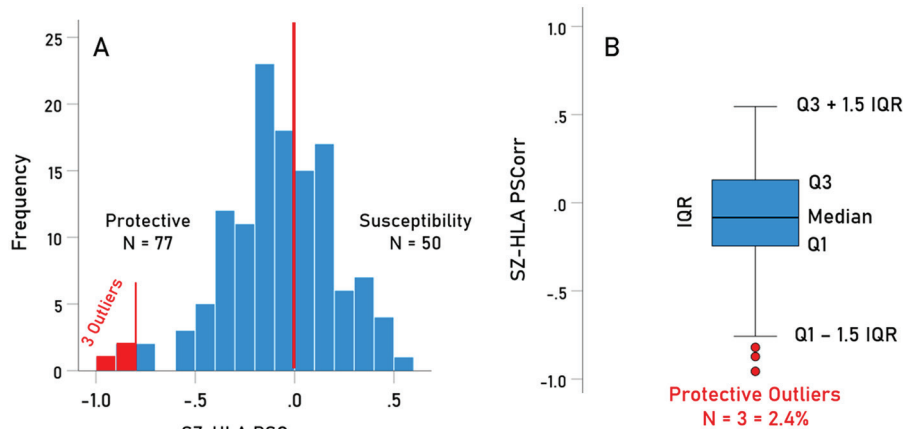 A
25
20
15
10
5
0
Frequency
Protective
N = 77
Susceptibility
N = 50
3 Outliers
-1.0
-.5
.0
.5
B
1.0
.5
.0
-.5
-1.0
SZ-HLA PSCorr
IQR
Q3 + 1.5 IQR
Q3
Median
Q1
Q1 – 1.5 IQR
Protective Outliers
N = 3 = 2.4%